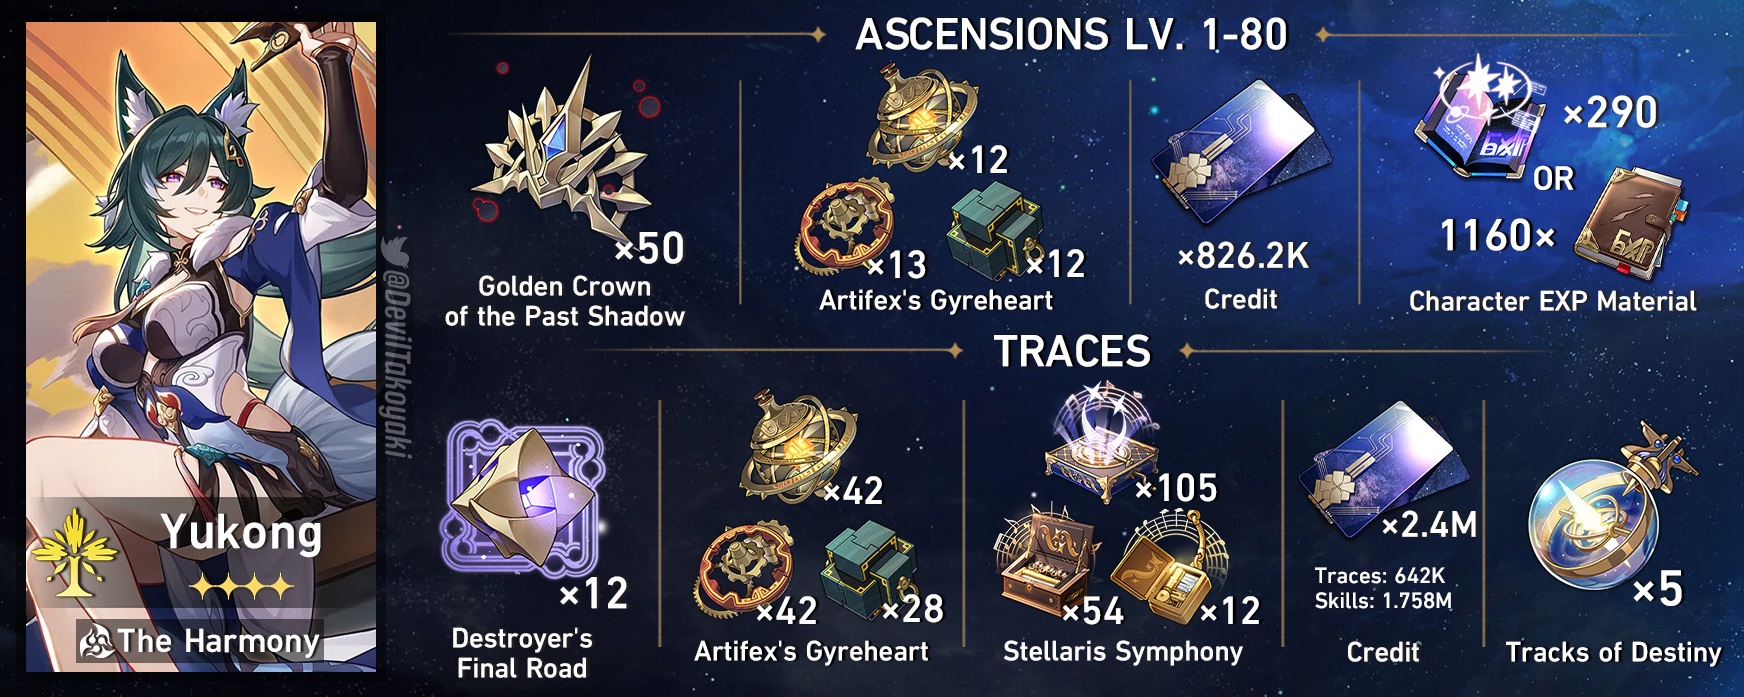 ASCENSIONS LV. 1-80
×50
Golden Crown
of the Past Shadow
×12
×13
×12
Artifex's Gyreheart
×826.2K
Credit
×290
OR
1160×
Character EXP Material
@DevilTakoyaki
TRACES
×12
Destroyer's
Final Road
×42
×42
×28
Artifex's Gyreheart
×105
×54
×12
Stellaris Symphony
×2.4M
Traces: 642K
Skills: 1.758M
Credit
×5
Tracks of Destiny
Yukong
The Harmony